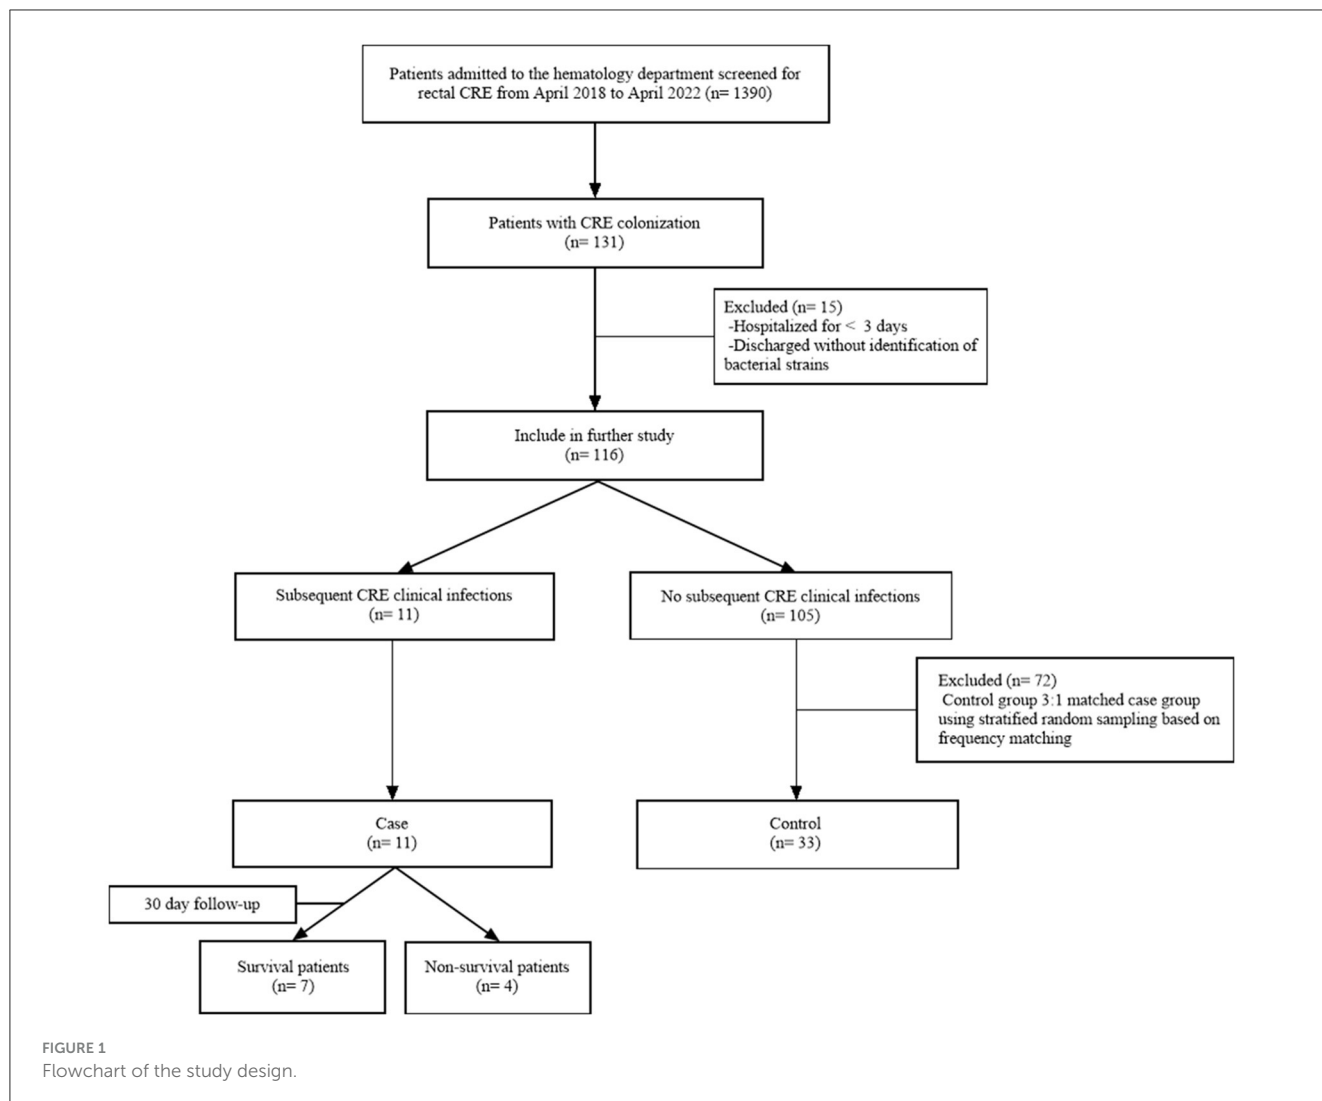 Patients admitted to the hematology department screened for
rectal CRE from April 2018 to April 2022 (n= 1390)
Patients with CRE colonization
(n= 131)
Excluded (n= 15)
-Hospitalized for < 3 days
-Discharged without identification of
bacterial strains
Include in further study
(n= 116)
Subsequent CRE clinical infections
(n= 11)
No subsequent CRE clinical infections
(n= 105)
Excluded (n= 72)
Control group 3:1 matched case group
using stratified random sampling based on
frequency matching
Case
(n= 11)
Control
(n= 33)
30 day follow-up
Survival patients
(n= 7)
Non-survival patients
(n= 4)
FIGURE 1
Flowchart of the study design.